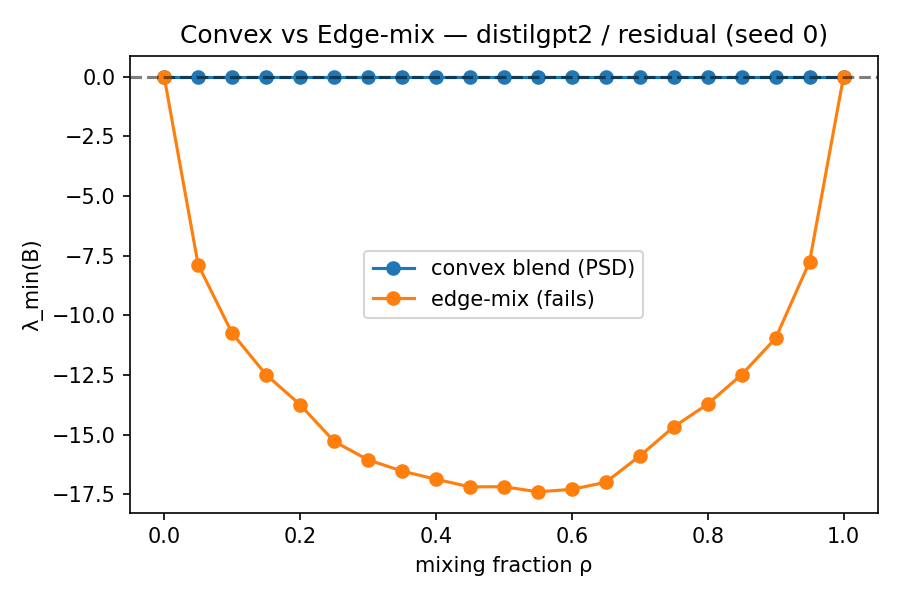 Convex vs Edge-mix — distilgpt2 / residual (seed 0)
λ_min(B)
0.0
−2.5
−5.0
−7.5
−10.0
−12.5
−15.0
−17.5
convex blend (PSD)
edge-mix (fails)
0.0 0.2 0.4 0.6 0.8 1.0
mixing fraction ρ